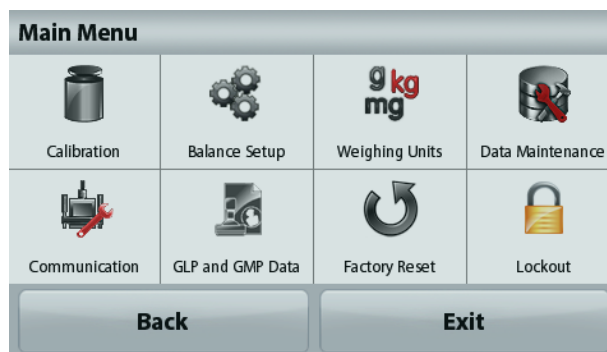 Main Menu
g kg
mg
Calibration Balance Setup Weighing Units Data Maintenance
Communication GLP and GMP Data Factory Reset Lockout
Back Exit